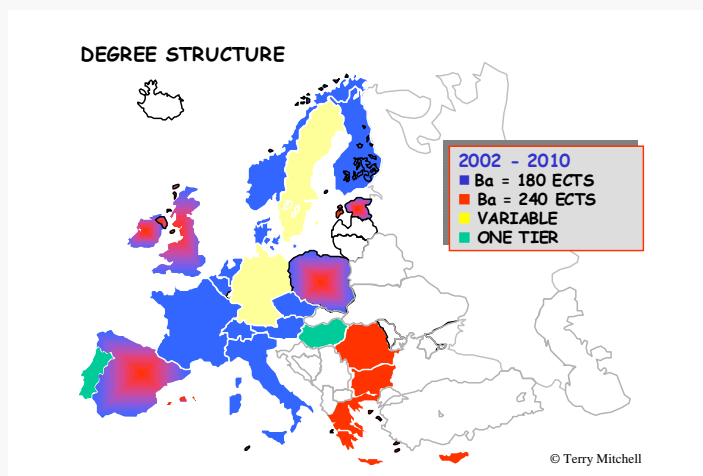 DEGREE STRUCTURE
2002 - 2010
Ba = 180 ECTS
Ba = 240 ECTS
VARIABLE
ONE TIER
© Terry Mitchell